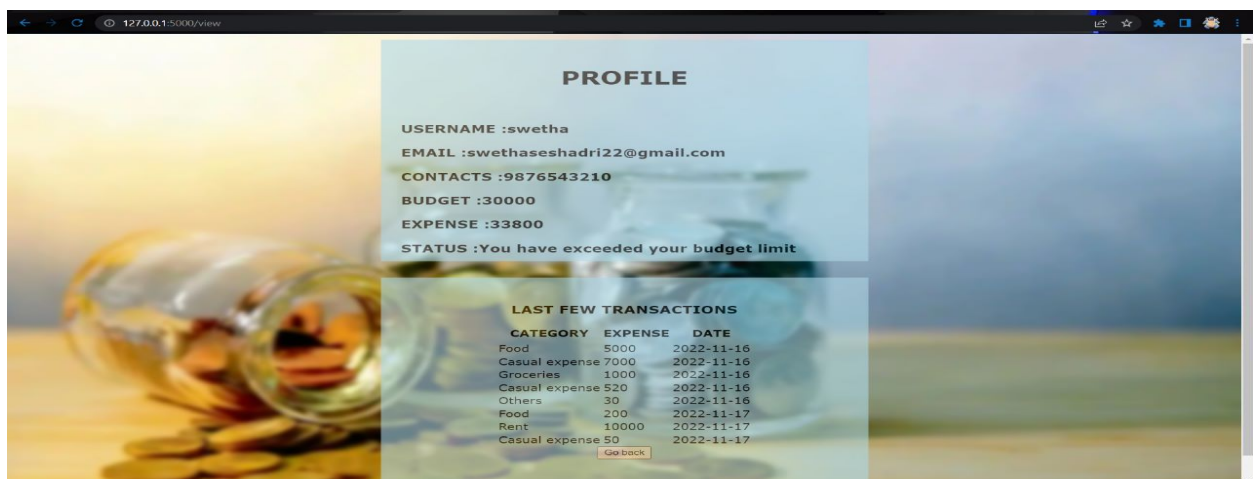 127.0.0.1:5000/view
PROFILE
USERNAME :swetha
EMAIL :swethaseshadri22@gmail.com
CONTACTS :9876543210
BUDGET :30000
EXPENSE :33800
STATUS :You have exceeded your budget limit
LAST FEW TRANSACTIONS
CATEGORY EXPENSE DATE
Food 5000 2022-11-16
Casual expense 7000 2022-11-16
Groceries 1000 2022-11-16
Casual expense 520 2022-11-16
Others 30 2022-11-16
Food 200 2022-11-17
Rent 10000 2022-11-17
Casual expense 50 2022-11-17
Go back